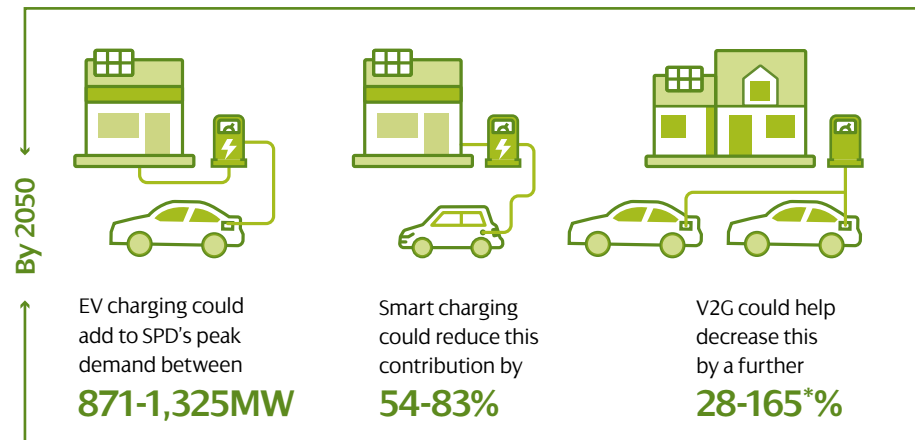 By 2050
EV charging could
add to SPD's peak
demand between
871-1,325MW
Smart charging
could reduce this
contribution by
54-83%
V2G could help
decrease this
by a further
28-165*%